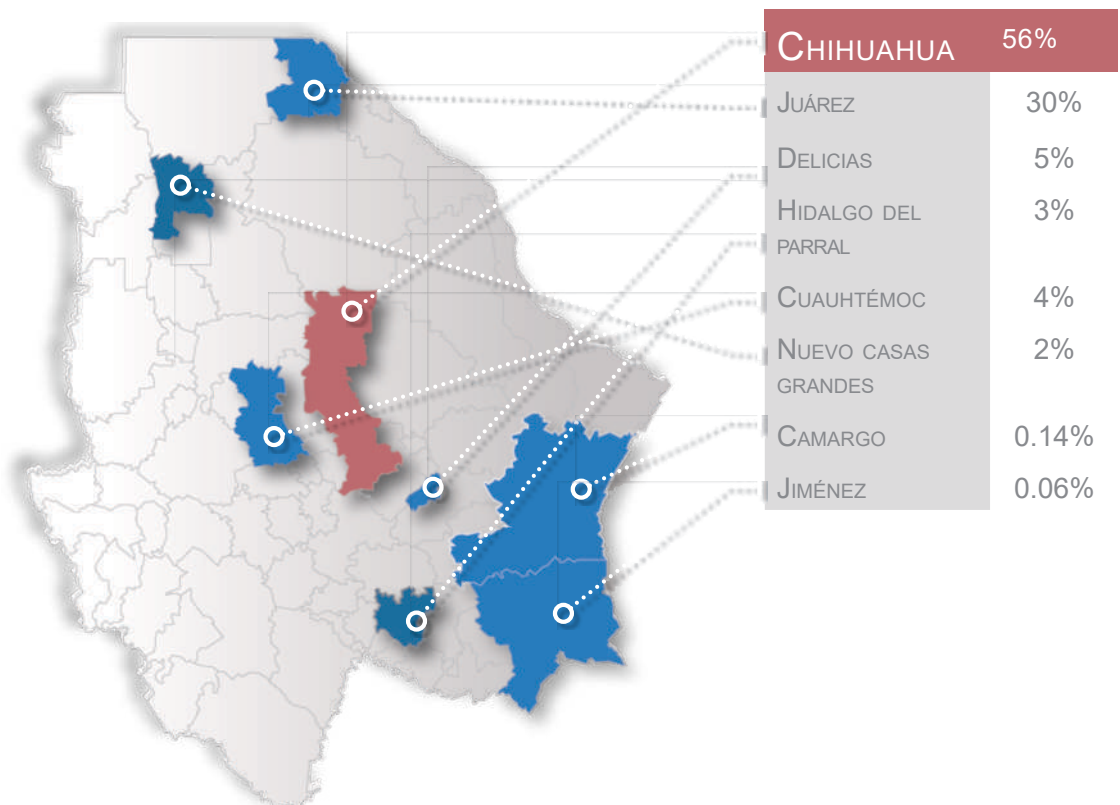 CHIHUAHUA 56%
JUÁREZ 30%
DELICIAS 5%
HIDALGO DEL 3%
PARRAL
CUAUHTÉMOC 4%
NUEVO CASAS 2%
GRANDES
CAMARGO 0.14%
JIMÉNEZ 0.06%